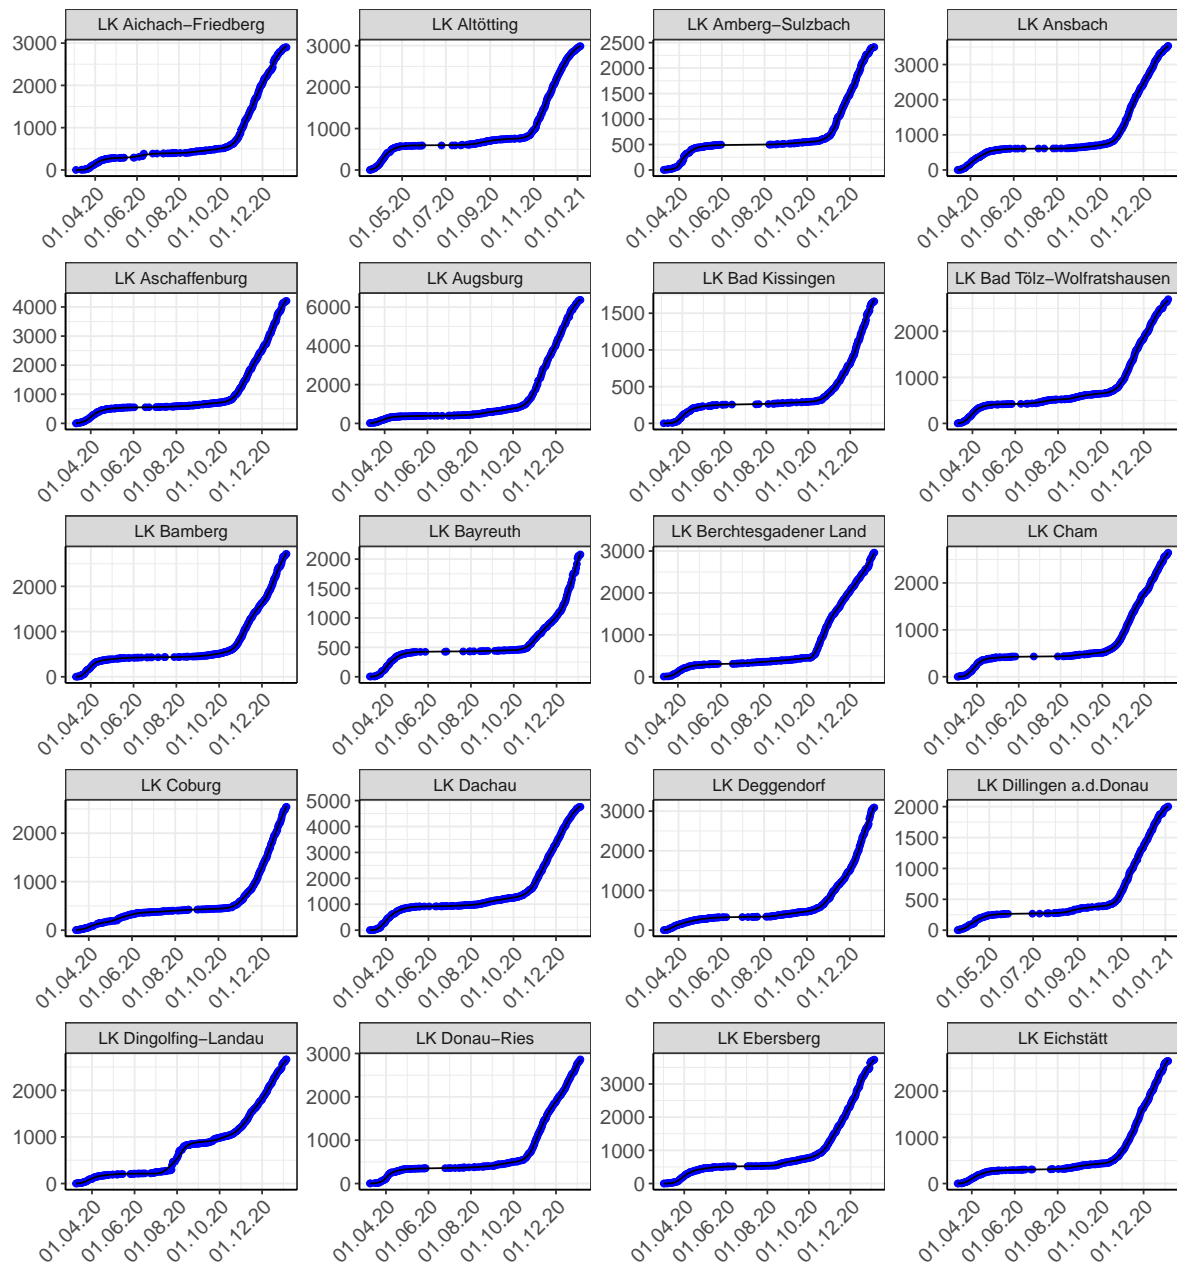 LK Aichach−Friedberg
3000
2000
1000
0
01.04.20 01.06.20 01.08.20 01.10.20 01.12.20
LK Altötting
3000
2000
1000
0
01.05.20 01.07.20 01.09.20 01.11.20 01.01.21
LK Amberg−Sulzbach
2500
2000
1500
1000
500
0
01.04.20 01.06.20 01.08.20 01.10.20 01.12.20
LK Ansbach
3000
2000
1000
0
01.04.20 01.06.20 01.08.20 01.10.20 01.12.20
LK Aschaffenburg
4000
3000
2000
1000
0
01.04.20 01.06.20 01.08.20 01.10.20 01.12.20
LK Augsburg
6000
4000
2000
0
01.04.20 01.06.20 01.08.20 01.10.20 01.12.20
LK Bad Kissingen
1500
1000
500
0
01.04.20 01.06.20 01.08.20 01.10.20 01.12.20
LK Bad Tölz−Wolfratshausen
2000
1000
0
01.04.20 01.06.20 01.08.20 01.10.20 01.12.20
LK Bamberg
2000
1000
0
01.04.20 01.06.20 01.08.20 01.10.20 01.12.20
LK Bayreuth
2000
1500
1000
500
0
01.04.20 01.06.20 01.08.20 01.10.20 01.12.20
LK Berchtesgadener Land
3000
2000
1000
0
01.04.20 01.06.20 01.08.20 01.10.20 01.12.20
LK Cham
2000
1000
0
01.04.20 01.06.20 01.08.20 01.10.20 01.12.20
LK Coburg
2000
1000
0
01.04.20 01.06.20 01.08.20 01.10.20 01.12.20
LK Dachau
5000
4000
3000
2000
1000
0
01.04.20 01.06.20 01.08.20 01.10.20 01.12.20
LK Deggendorf
3000
2000
1000
0
01.04.20 01.06.20 01.08.20 01.10.20 01.12.20
LK Dillingen a.d.Donau
2000
1500
1000
500
0
01.05.20 01.07.20 01.09.20 01.11.20 01.01.21
LK Dingolfing−Landau
2000
1000
0
01.04.20 01.06.20 01.08.20 01.10.20 01.12.20
LK Donau−Ries
3000
2000
1000
0
01.04.20 01.06.20 01.08.20 01.10.20 01.12.20
LK Ebersberg
3000
2000
1000
0
01.04.20 01.06.20 01.08.20 01.10.20 01.12.20
LK Eichstätt
2000
1000
0
01.04.20 01.06.20 01.08.20 01.10.20 01.12.20